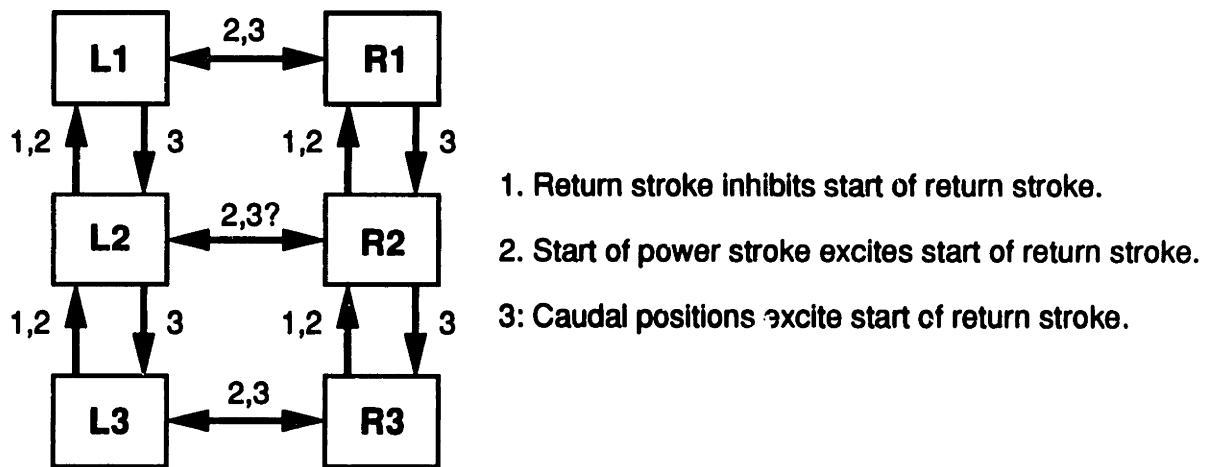 2,3
L1 R1
1,2 3 1,2 3
1. Return stroke inhibits start of return stroke.
2,3?
L2 R2
2. Start of power stroke excites start of return stroke.
1,2 3 1,2 3
3: Caudal positions excite start of return stroke.
2,3
L3 R3